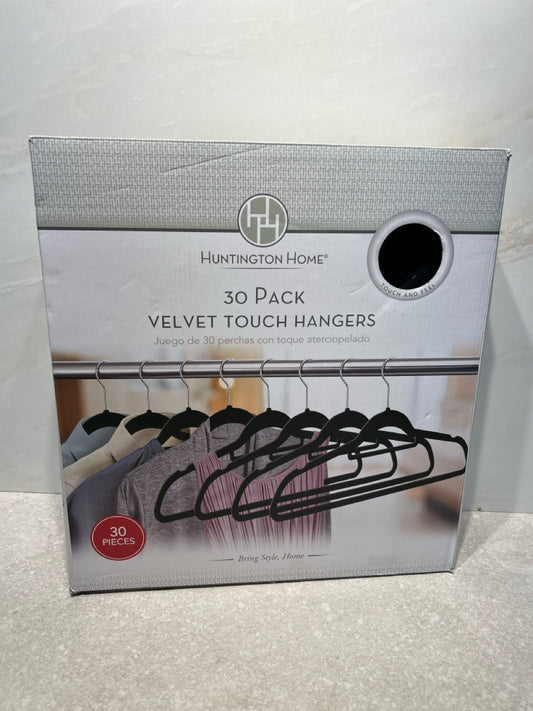 HUNTINGTON HOME®
TOUCH AND FEEL
30 PACK
VELVET TOUCH HANGERS
Juego de 30 perchas con toque aterciopelado
30
PIECES
Bring Style, Home